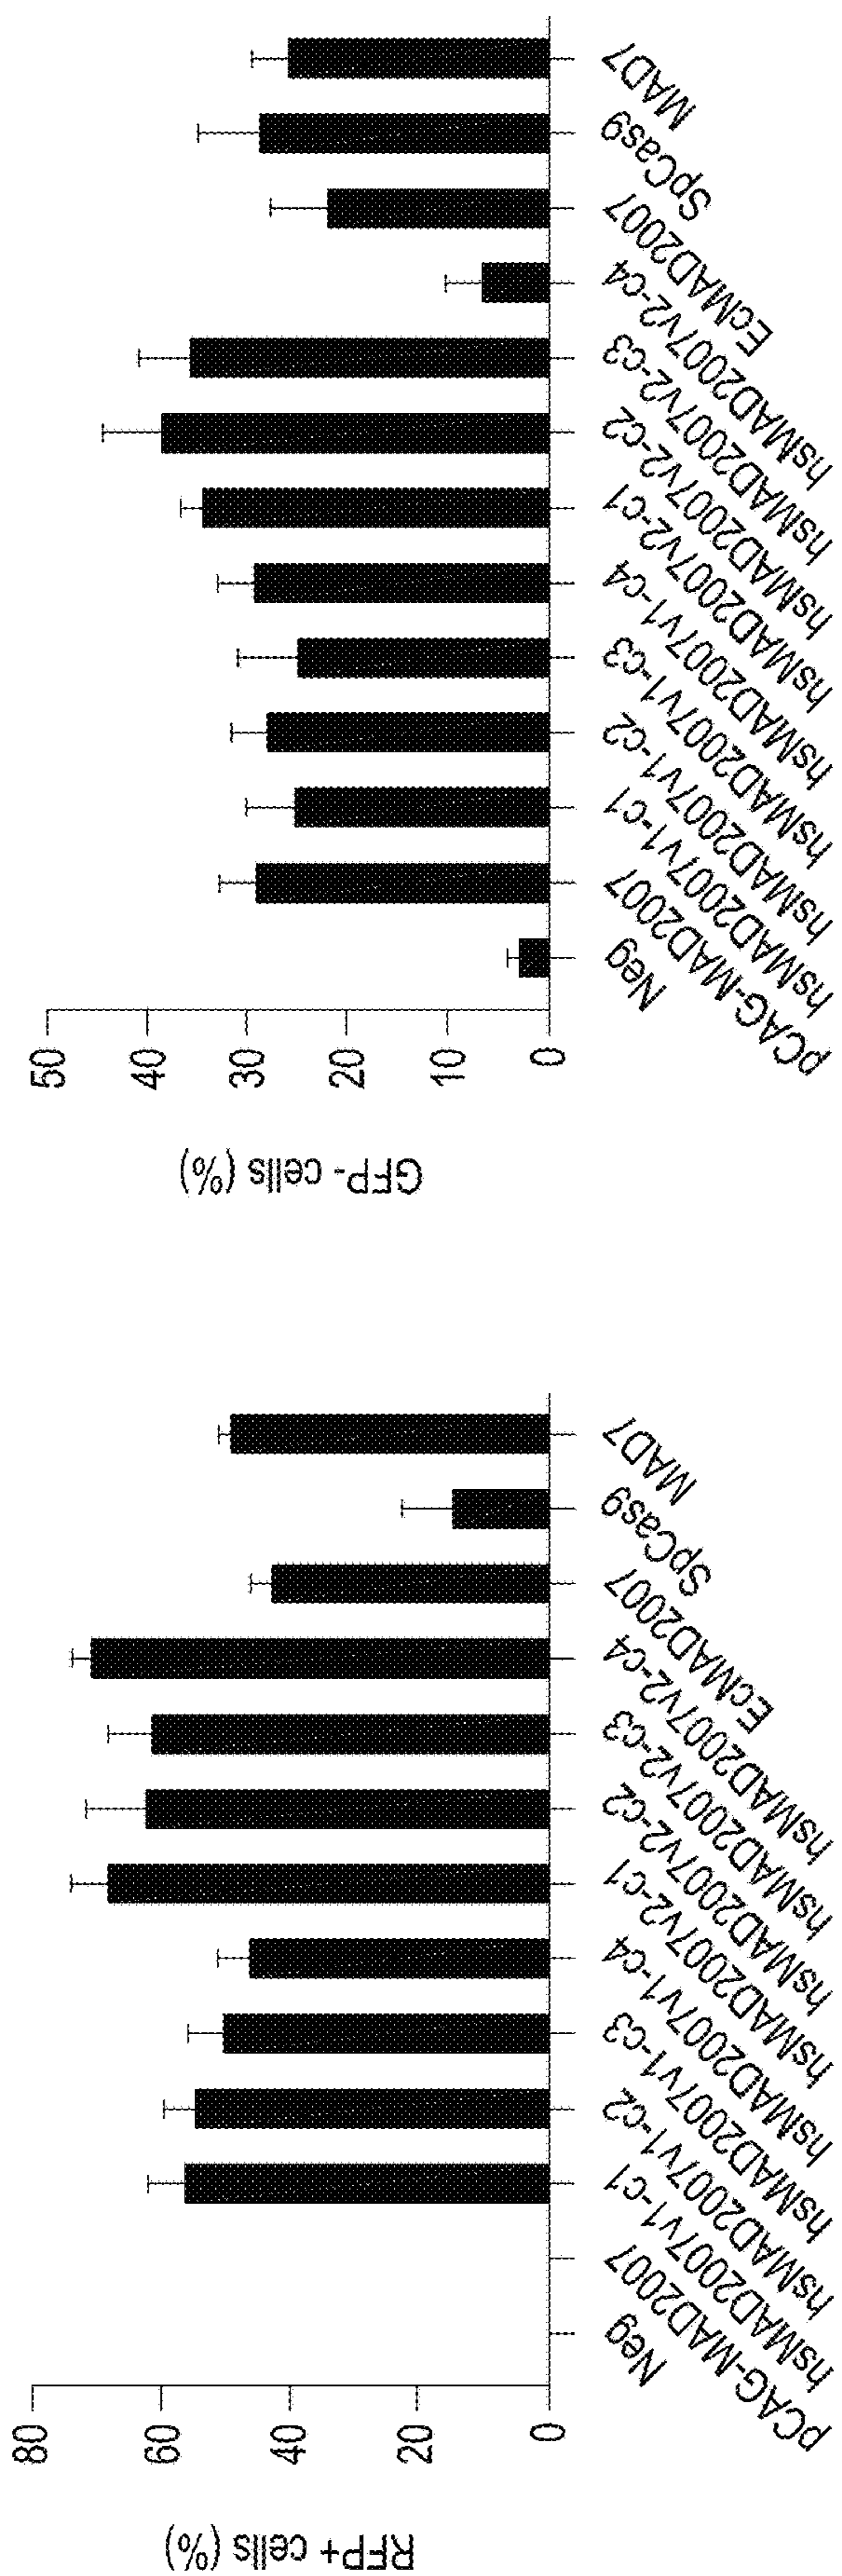 RFP+ cells (%)
80
60
40
20
0
Neg
pCAG-MAD2007
hsMAD2007v1-c1
hsMAD2007v1-c2
hsMAD2007v1-c3
hsMAD2007v1-c4
hsMAD2007v2-c1
hsMAD2007v2-c2
hsMAD2007v2-c3
hsMAD2007v2-c4
EcMAD2007
SpCas9
MAD7
GFP- cells (%)
50
40
30
20
10
0
Neg
pCAG-MAD2007
hsMAD2007v1-c1
hsMAD2007v1-c2
hsMAD2007v1-c3
hsMAD2007v1-c4
hsMAD2007v2-c1
hsMAD2007v2-c2
hsMAD2007v2-c3
hsMAD2007v2-c4
EcMAD2007
SpCas9
MAD7